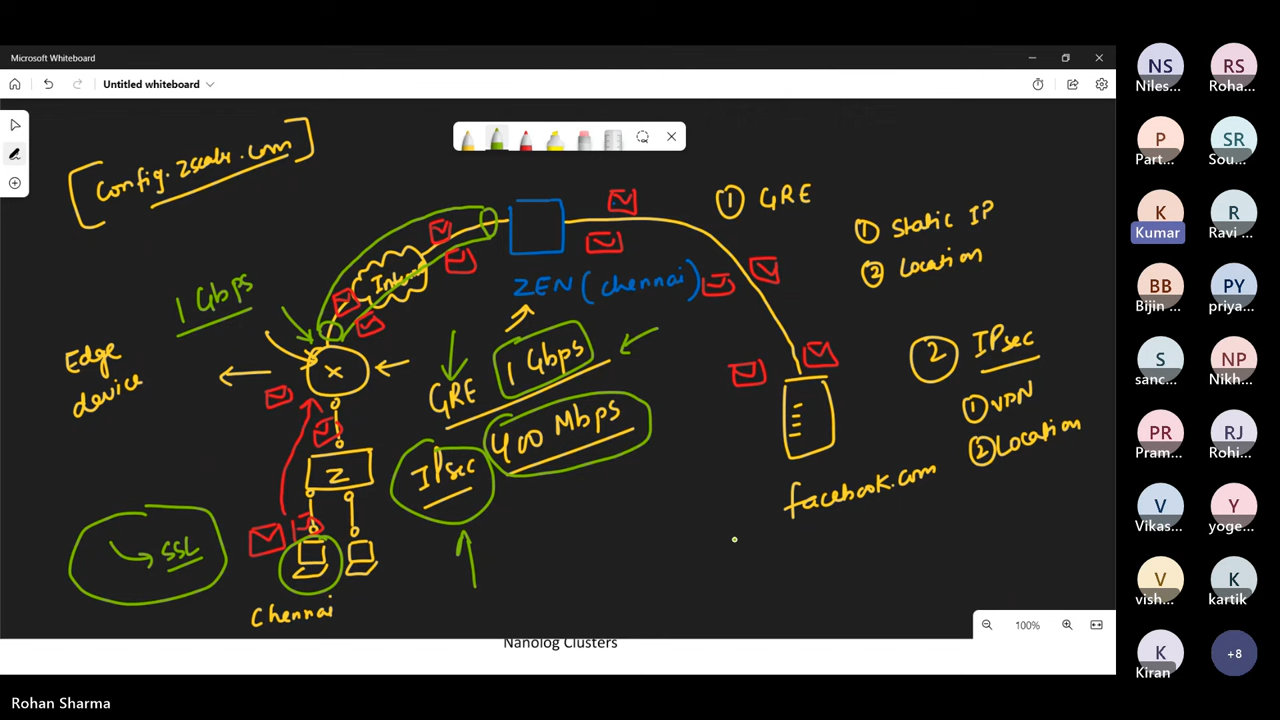 Microsoft Whiteboard
Untitled whiteboard
[Config.zscaler.com]
1 Gbps
Edge device
X
Z
SSL
Chennai
Internet
ZEN (chennai)
GRE 1 Gbps
IPsec 400 Mbps
① GRE
① Static IP
② Location
② IPsec
① VPN
② Location
facebook.com
100%
Nanolog Clusters
Rohan Sharma
NS
Niles...
RS
Roha...
P
Part...
SR
Sou...
K
Kumar
R
Ravi ...
BB
Bijin ...
PY
priya...
S
sanc...
NP
Nikh...
PR
Pram...
RJ
Rohi...
V
Vikas...
Y
yoge...
V
vish...
K
kartik
K
Kiran
+8